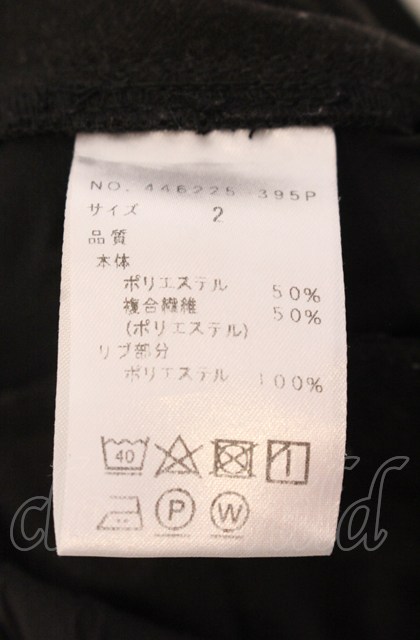 NO. 446225 395P
サイズ 2
品質
本体
ポリエステル 50%
複合繊維 50%
(ポリエステル)
リブ部分
ポリエステル 100%
40
P W